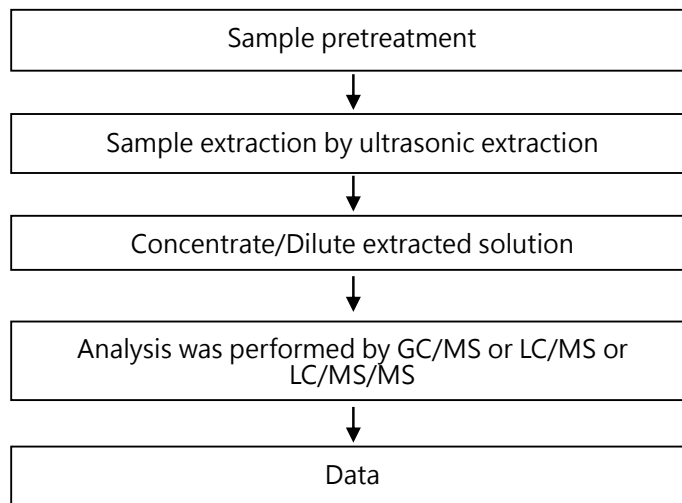 Sample pretreatment
Sample extraction by ultrasonic extraction
Concentrate/Dilute extracted solution
Analysis was performed by GC/MS or LC/MS or
LC/MS/MS
Data